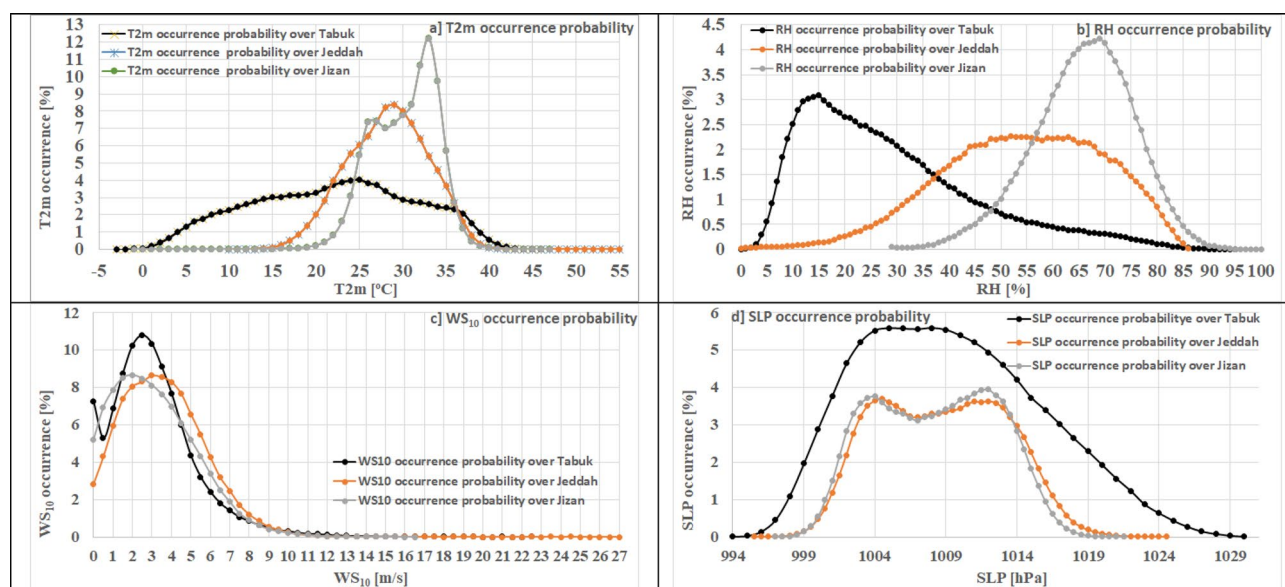 a] T2m occurrence probability
T2m occurrence probability over Tabuk
T2m occurrence  probability over Jeddah
T2m occurrence  probability over Jizan
T2m occurrence [%]
13
12
11
10
9
8
7
6
5
4
3
2
1
0
-5 0 5 10 15 20 25 30 35 40 45 50 55
T2m [ºC]
b] RH occurrence probability
RH occurrence probability over Tabuk
RH occurrence probability over Jeddah
RH occurrence probability over Jizan
RH occurrence [%]
4.5
4
3.5
3
2.5
2
1.5
1
0.5
0
0 5 10 15 20 25 30 35 40 45 50 55 60 65 70 75 80 85 90 95 100
RH [%]
c] WS10 occurrence probability
WS10 occurrence probability over Tabuk
WS10 occurrence probability over Jeddah
WS10 occurrence probability over Jizan
WS10 occurrence [%]
12
10
8
6
4
2
0
0 1 2 3 4 5 6 7 8 9 10 11 12 13 14 15 16 17 18 19 20 21 22 23 24 25 26 27
WS10 [m/s]
d] SLP occurrence probability
SLP occurrence probabilitye over Tabuk
SLP occurrence probability over Jeddah
SLP occurrence probability over Jizan
SLP occurrence [%]
6
5
4
3
2
1
0
994 999 1004 1009 1014 1019 1024 1029
SLP [hPa]